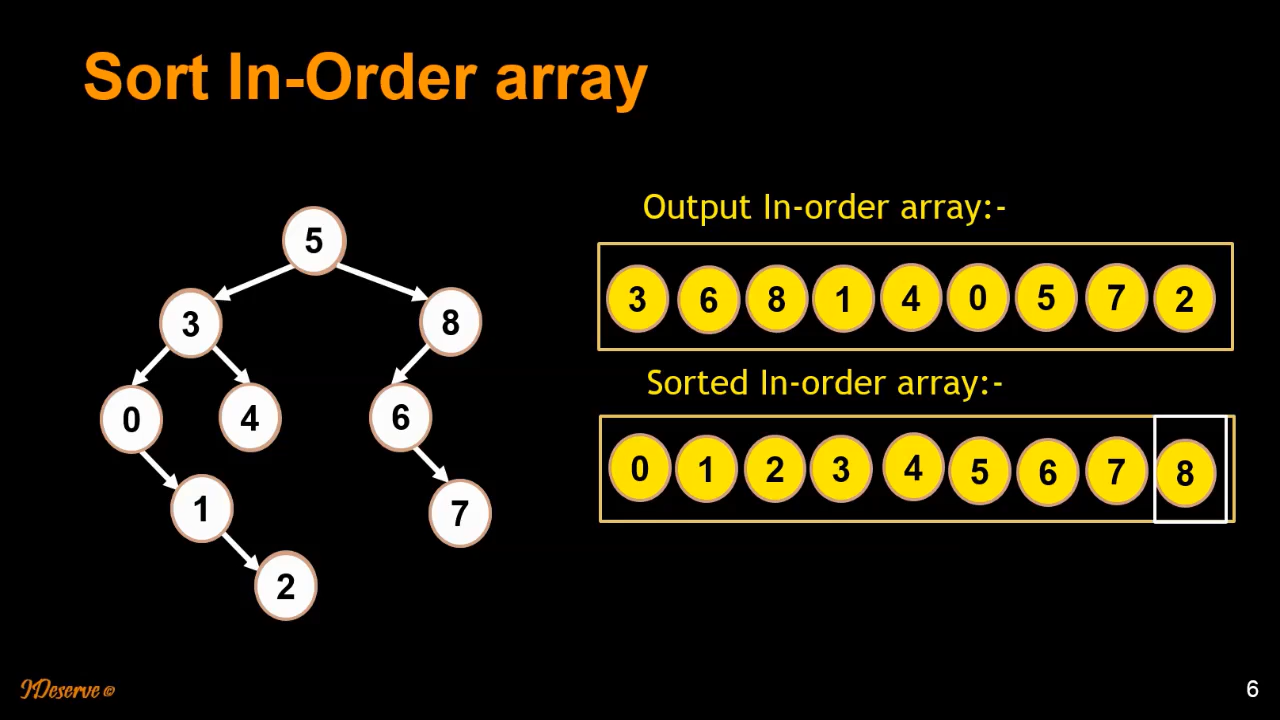 Sort In-Order array
Output In-order array:-
3 6 8 1 4 0 5 7 2
Sorted In-order array:-
0 1 2 3 4 5 6 7 8
5
3 8
0 4 6
1 7
2
JDeserve ©
6